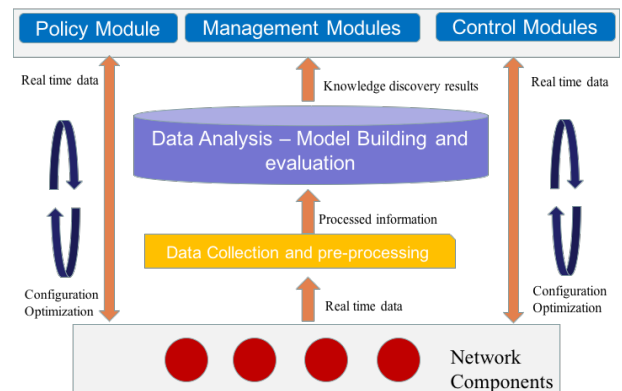 Policy Module
Management Modules
Control Modules
Real time data
Knowledge discovery results
Real time data
Data Analysis – Model Building and
evaluation
Processed information
Data Collection and pre-processing
Configuration
Optimization
Real time data
Configuration
Optimization
Network
Components